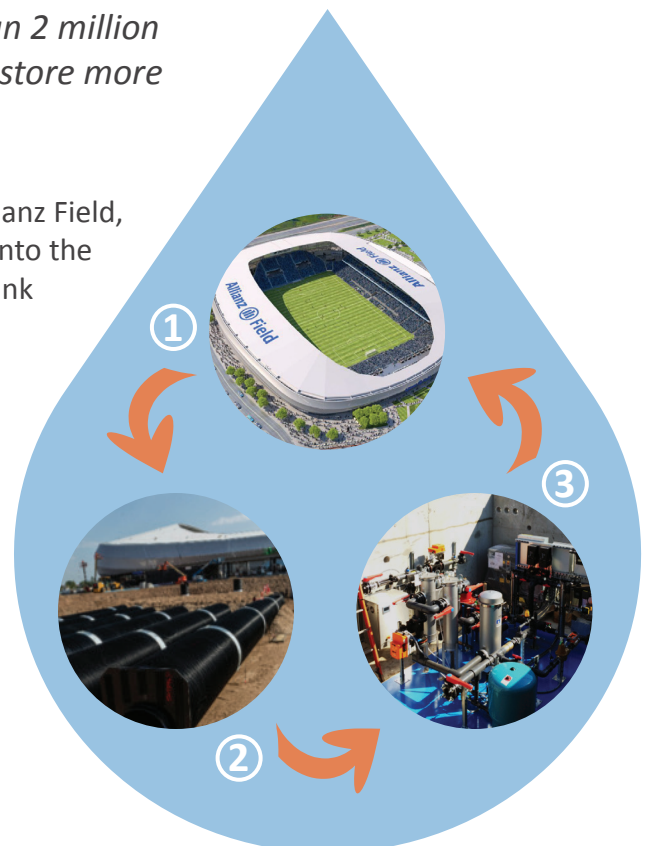 n 2 million
store more
anz Field,
nto the
nk
①
Allianz Field
Allianz Field
②
③